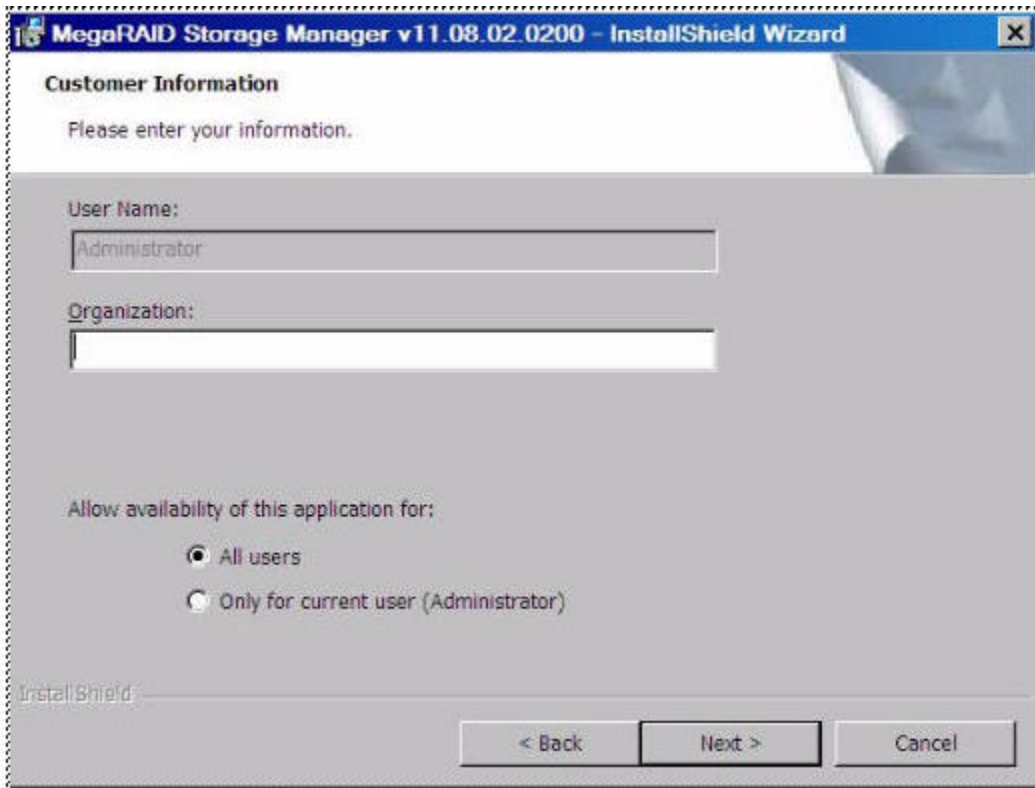 MegaRAID Storage Manager v11.08.02.0200 - InstallShield Wizard
Customer Information
Please enter your information.
User Name:
Administrator
Organization:
Allow availability of this application for:
All users
Only for current user (Administrator)
InstallShield
< Back Next > Cancel